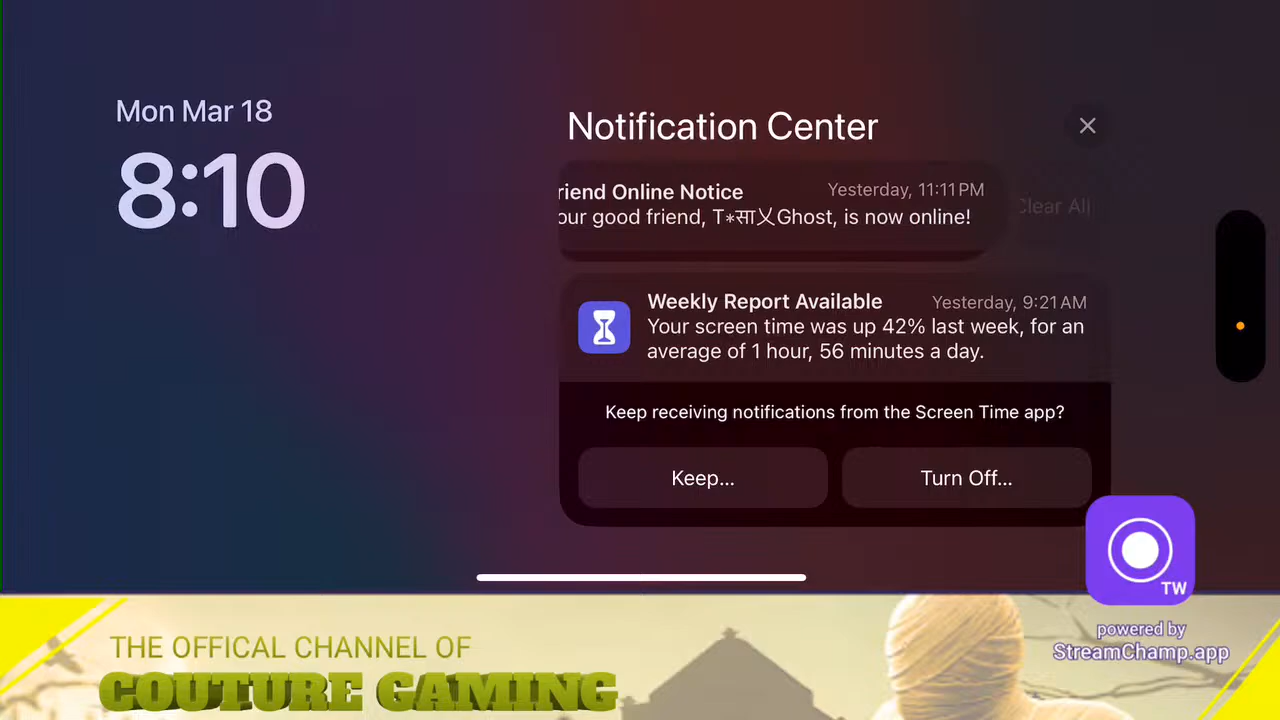 Mon Mar 18
8:10
Notification Center
riend Online Notice
Yesterday, 11:11 PM
our good friend, T*सा乂Ghost, is now online!
Clear All
Weekly Report Available
Yesterday, 9:21 AM
Your screen time was up 42% last week, for an
average of 1 hour, 56 minutes a day.
Keep receiving notifications from the Screen Time app?
Keep...
Turn Off...
TW
powered by
StreamChamp.app
THE OFFICAL CHANNEL OF
COUTURE GAMING